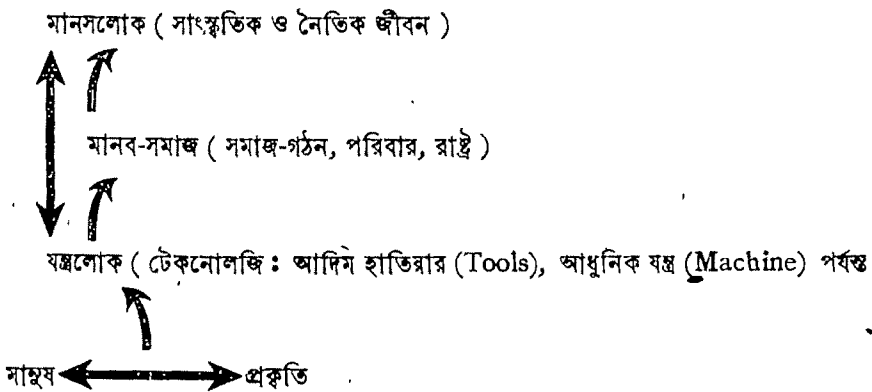 মানসলোক ( সাংস্কৃতিক ও নৈতিক জীবন )
মানব-সমাজ ( সমাজ-গঠন, পরিবার, রাষ্ট্র )
যন্ত্রলোক ( টেকনোলজি : আদিম হাতিয়ার (Tools), আধুনিক যন্ত্র (Machine) পর্যন্ত
মানুষ প্রকৃতি